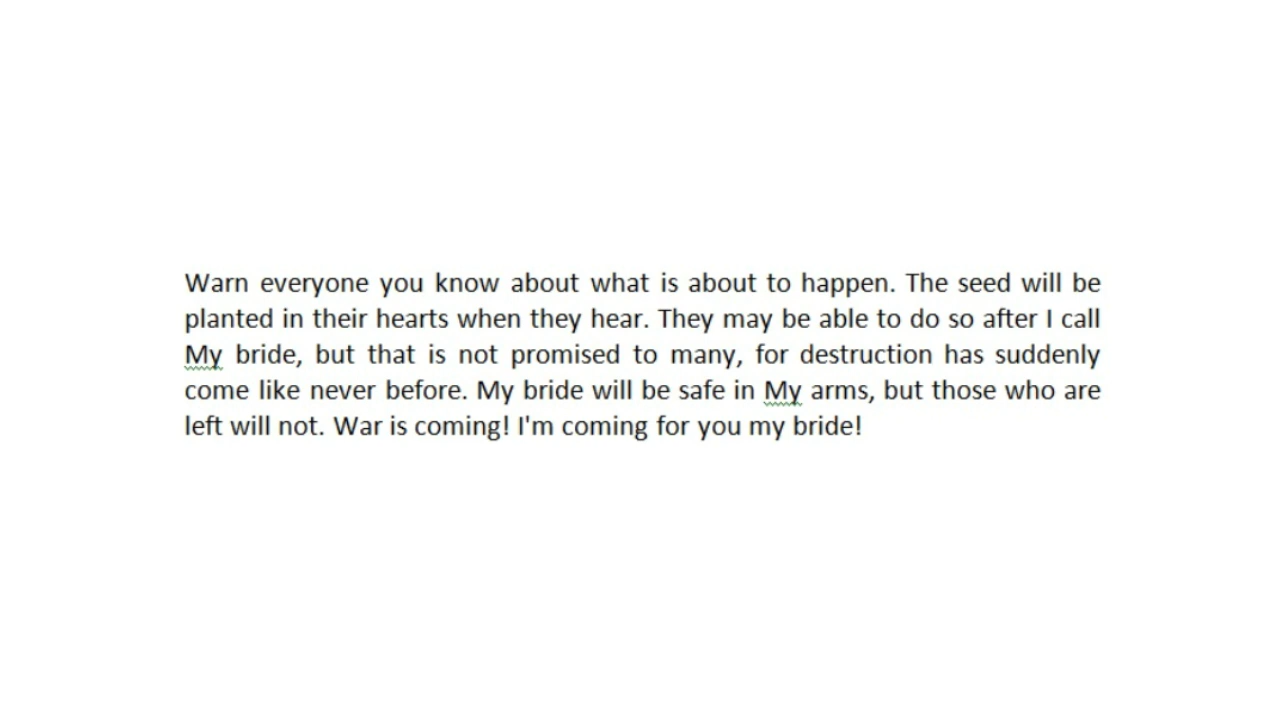 Warn everyone you know about what is about to happen. The seed will be
planted in their hearts when they hear. They may be able to do so after I call
My bride, but that is not promised to many, for destruction has suddenly
come like never before. My bride will be safe in My arms, but those who are
left will not. War is coming! I'm coming for you my bride!